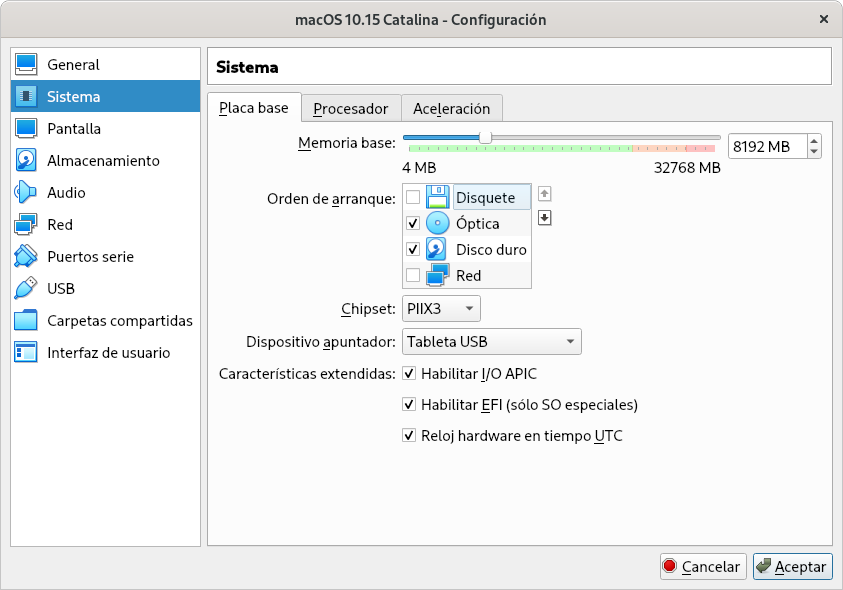 macOS 10.15 Catalina - Configuración
General
Sistema
Pantalla
Almacenamiento
Audio
Red
Puertos serie
USB
Carpetas compartidas
Interfaz de usuario
Sistema
Placa base Procesador Aceleración
Memoria base: 8192 MB
4 MB 32768 MB
Orden de arranque: Disquete
Óptica
Disco duro
Red
Chipset: PIIX3
Dispositivo apuntador: Tableta USB
Características extendidas: Habilitar I/O APIC
Habilitar EFI (sólo SO especiales)
Reloj hardware en tiempo UTC
Cancelar Aceptar